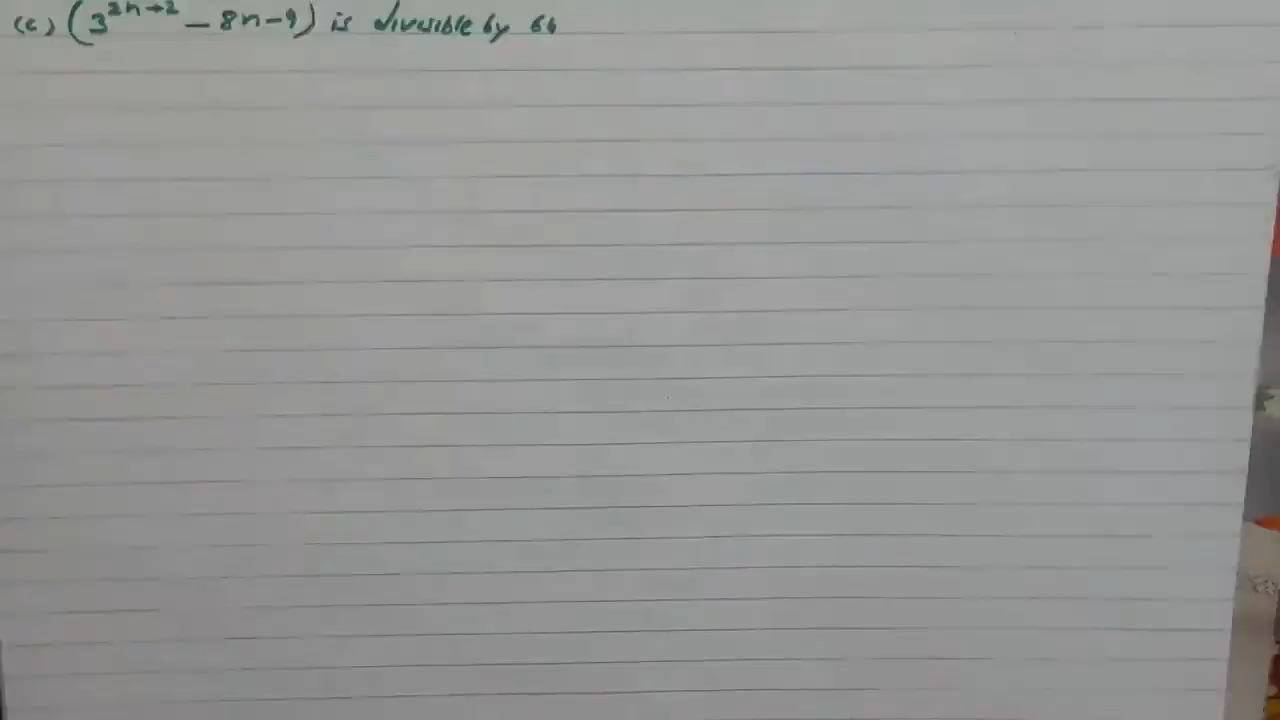 (c) (3^{2n+2} - 8n-9) is divisible by 64